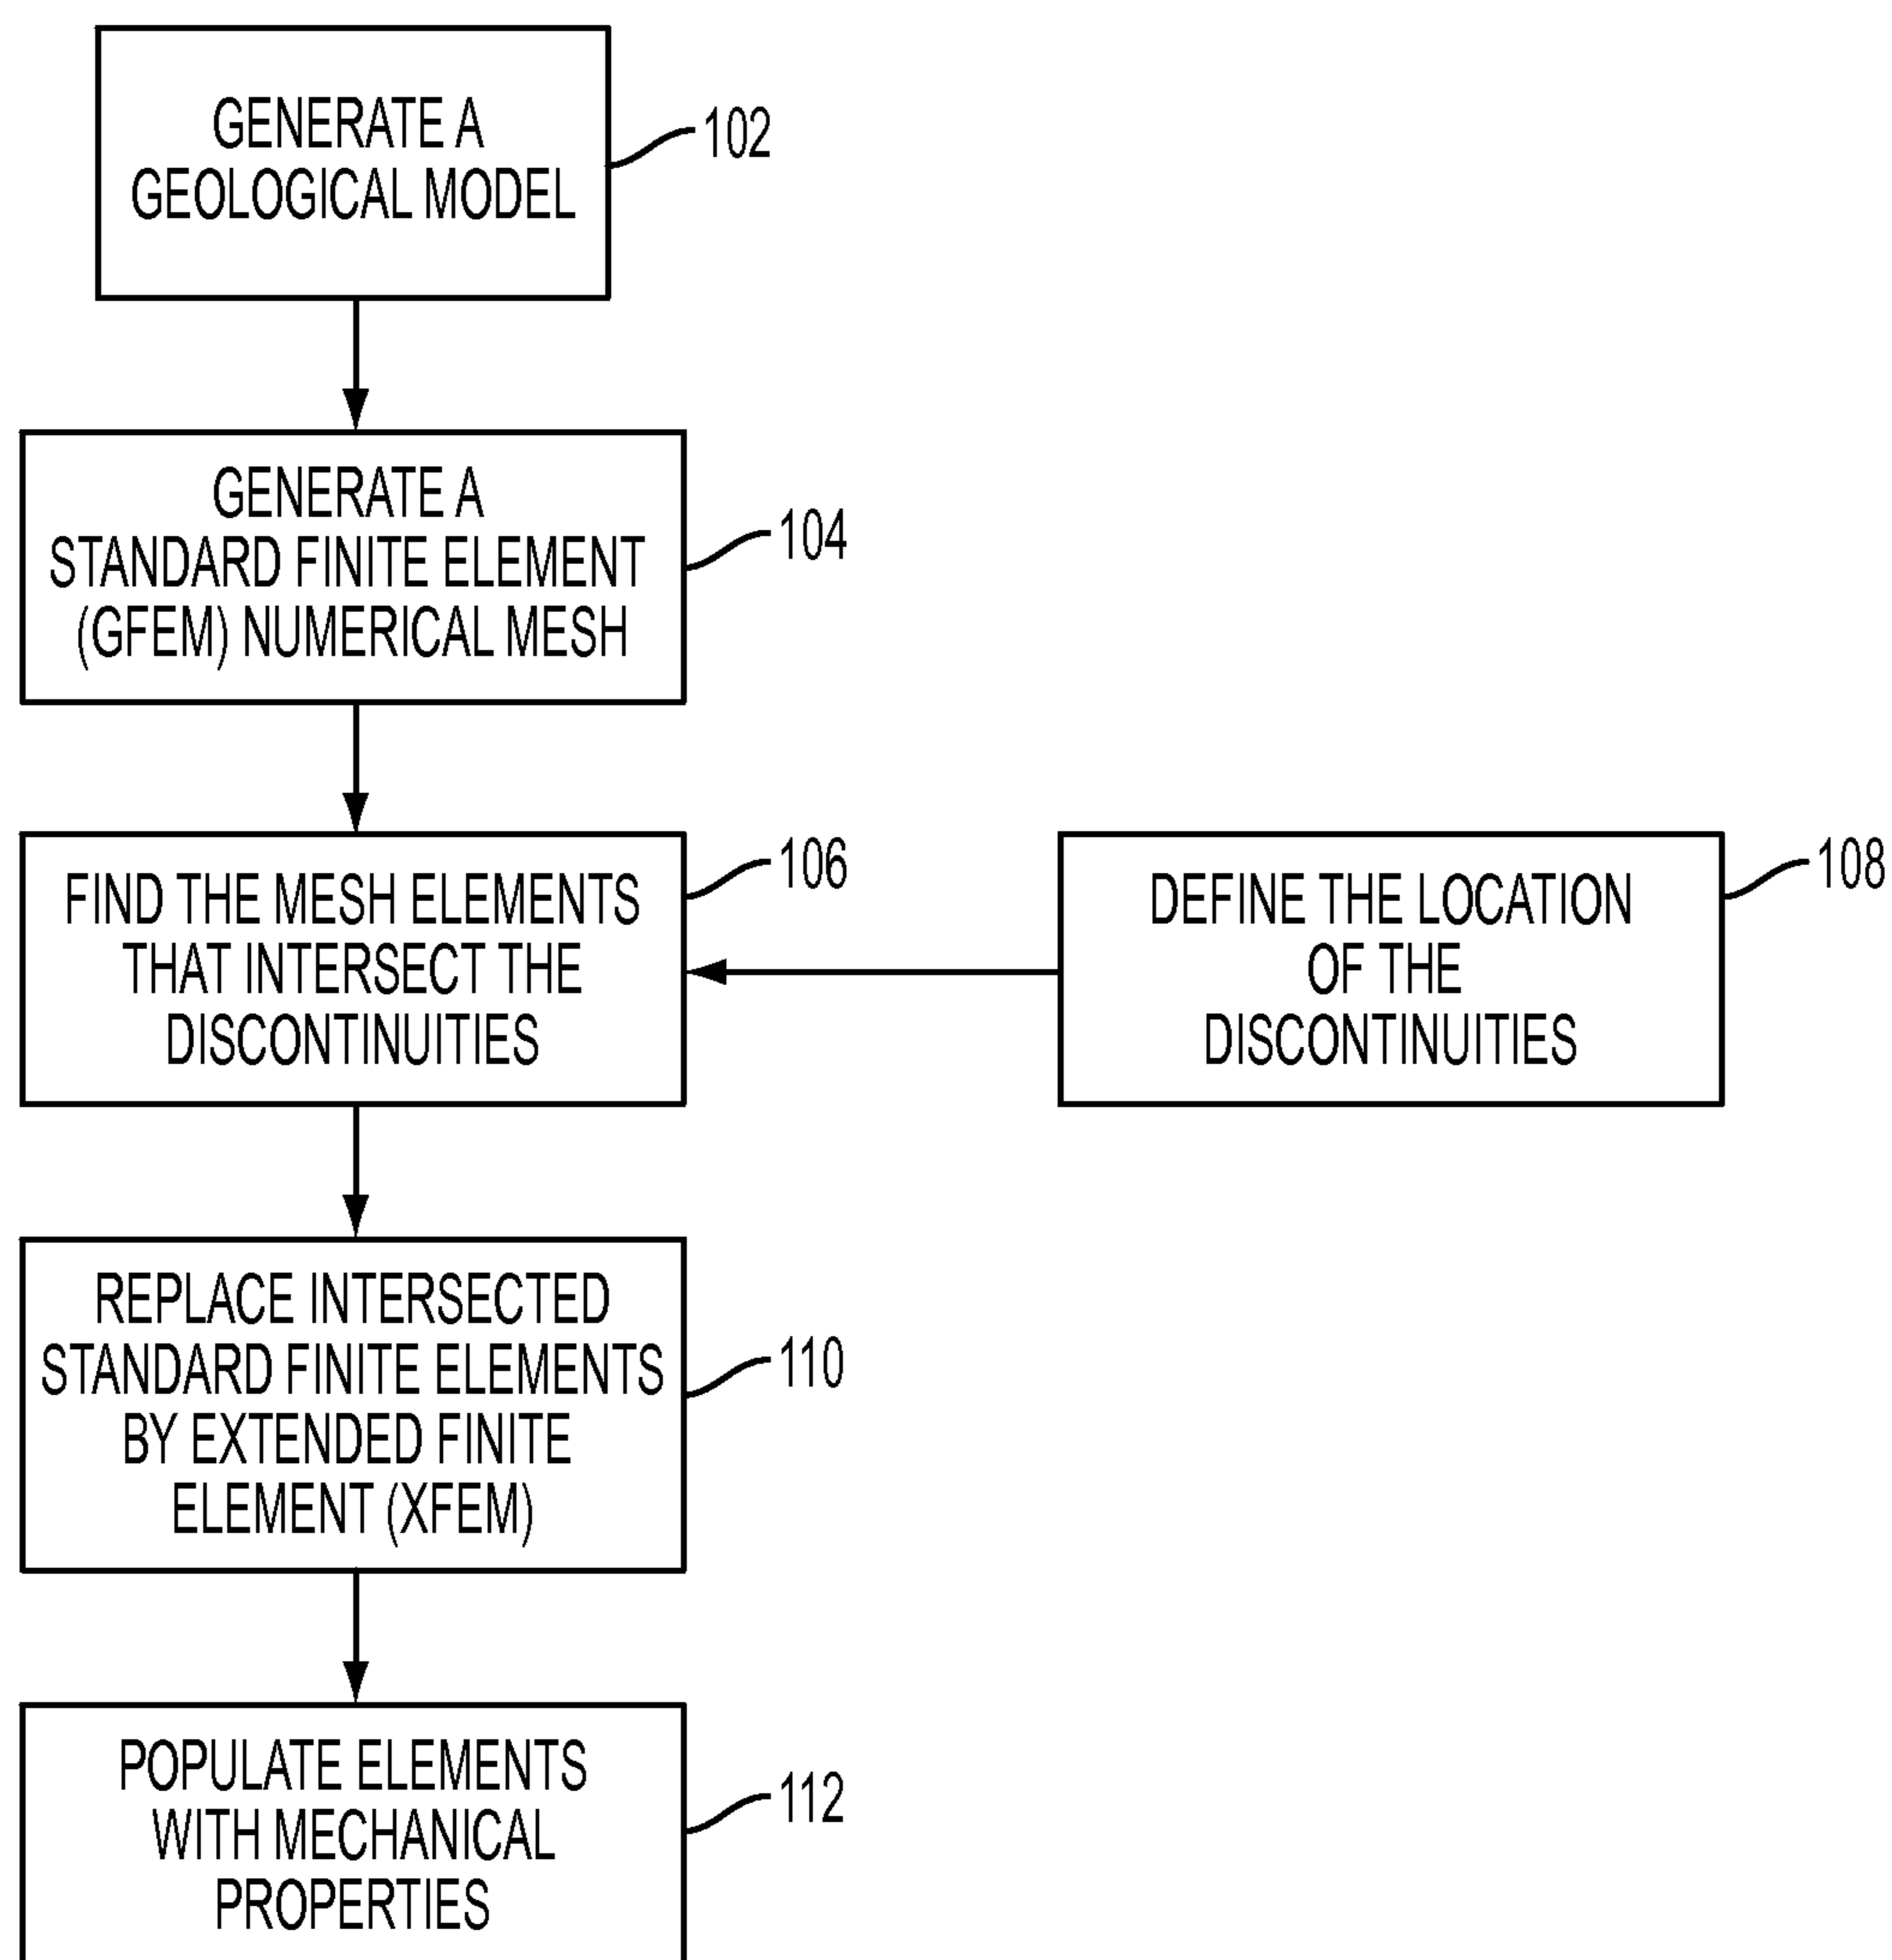 GENERATE A
GEOLOGICAL MODEL
102
GENERATE A
STANDARD FINITE ELEMENT
(GFEM) NUMERICAL MESH
104
FIND THE MESH ELEMENTS
THAT INTERSECT THE
DISCONTINUITIES
106
DEFINE THE LOCATION
OF THE
DISCONTINUITIES
108
REPLACE INTERSECTED
STANDARD FINITE ELEMENTS
BY EXTENDED FINITE
ELEMENT (XFEM)
110
POPULATE ELEMENTS
WITH MECHANICAL
PROPERTIES
112